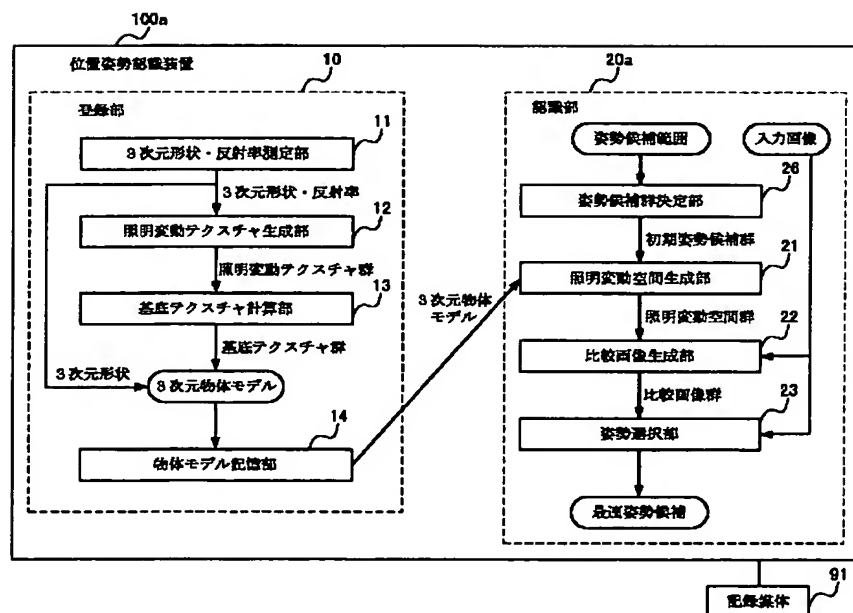 100a
位置姿勢認識装置
10
登録部
11
3次元形状・反射率測定部
3次元形状・反射率
12
照明変動テクスチャ生成部
照明変動テクスチャ群
13
基底テクスチャ計算部
基底テクスチャ群
3次元形状
3次元物体モデル
14
物体モデル記憶部
3次元物体
モデル
20a
認識部
姿勢候補範囲
入力画像
26
姿勢候補群決定部
初期姿勢候補群
21
照明変動空間生成部
照明変動空間群
22
比較画像生成部
比較画像群
23
姿勢選択部
最適姿勢候補
91
記録媒体